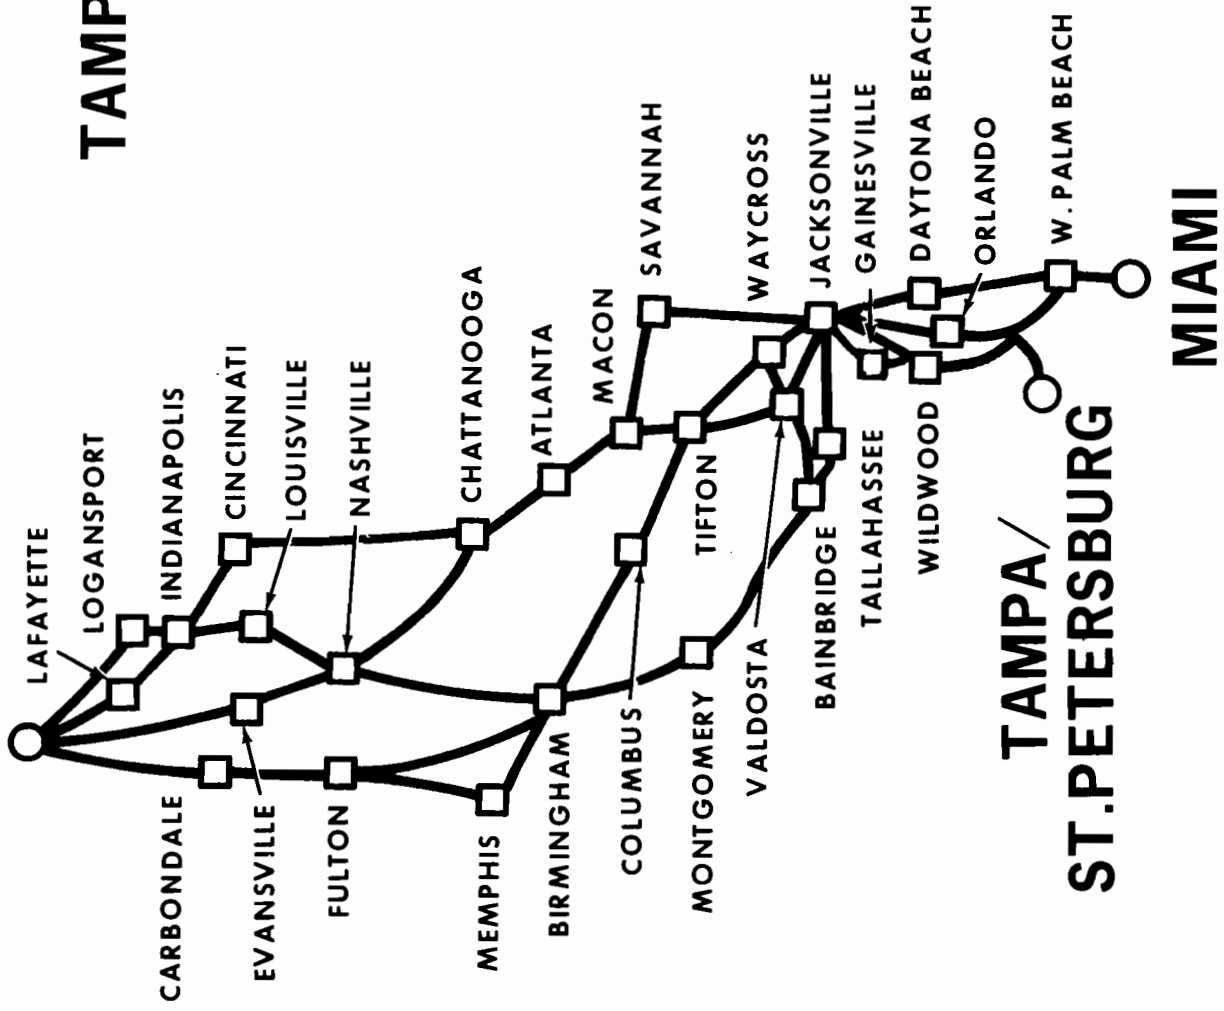 TAMP
LAFAYETTE
LOGANSPORT
INDIANAPOLIS
CINCINNATI
LOUISVILLE
NASHVILLE
CHATTANOOGA
ATLANTA
MACON
SAVANNAH
WAYCROSS
JACKSONVILLE
GAINESVILLE
DAYTONA BEACH
ORLANDO
W. PALM BEACH
MIAMI
CARBONDALE
EVANSVILLE
FULTON
MEMPHIS
BIRMINGHAM
COLUMBUS
MONTGOMERY
TIFTON
VALDOSTA
BAINBRIDGE
TALLAHASSEE
WILDWOOD
TAMPA/
ST.PETERSBURG